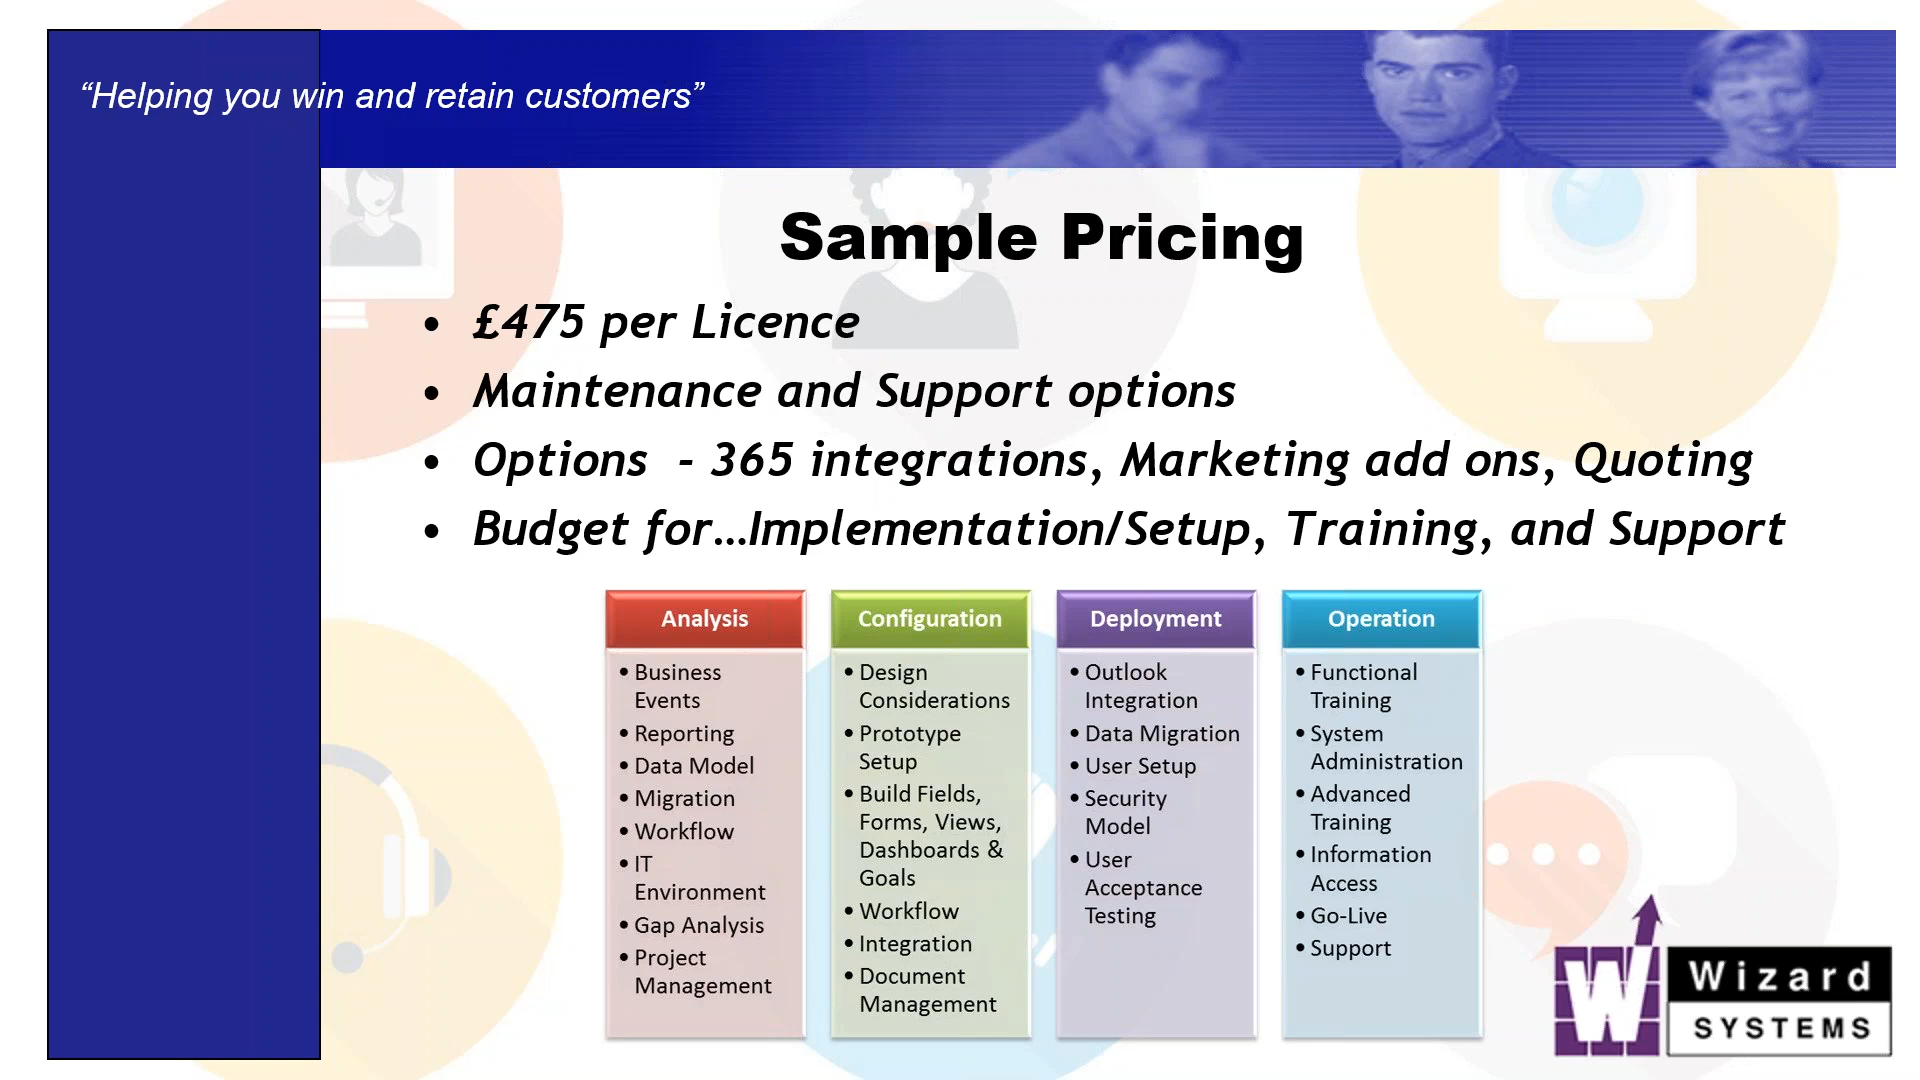 “Helping you win and retain customers”
Sample Pricing
• £475 per Licence
• Maintenance and Support options
• Options - 365 integrations, Marketing add ons, Quoting
• Budget for…Implementation/Setup, Training, and Support
Analysis
• Business
Events
• Reporting
• Data Model
• Migration
• Workflow
• IT
Environment
• Gap Analysis
• Project
Management
Configuration
• Design
Considerations
• Prototype
Setup
• Build Fields,
Forms, Views,
Dashboards &
Goals
• Workflow
• Integration
• Document
Management
Deployment
• Outlook
Integration
• Data Migration
• User Setup
• Security
Model
• User
Acceptance
Testing
Operation
• Functional
Training
• System
Administration
• Advanced
Training
• Information
Access
• Go-Live
• Support
W
Wizard
SYSTEMS